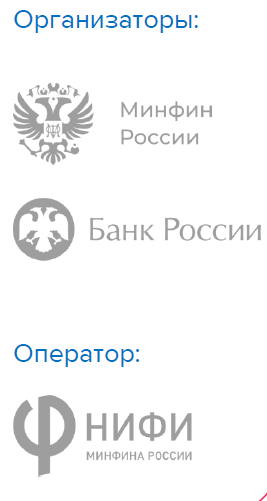 Организаторы:
Минфин
России
Банк России
Оператор:
НИФИ
МИНФИНА РОССИИ